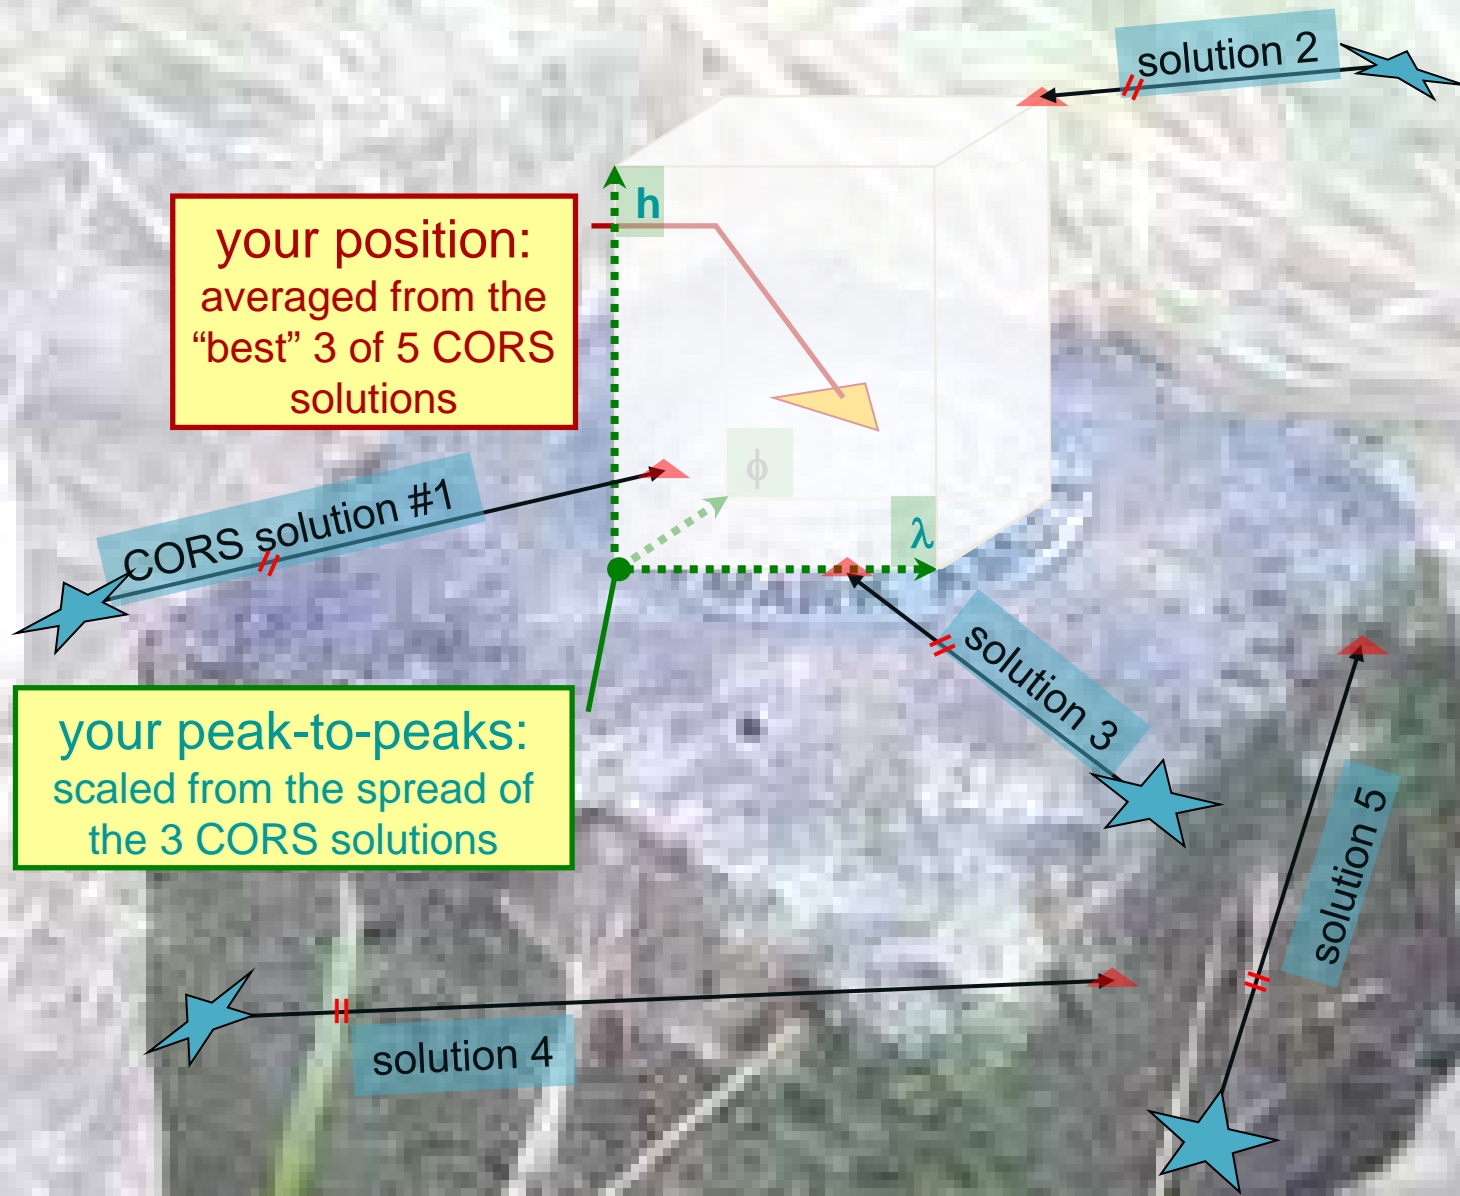 solution 2
h
your position:
averaged from the
“best” 3 of 5 CORS
solutions
ϕ
CORS solution #1
λ
solution 3
your peak-to-peaks:
scaled from the spread of
the 3 CORS solutions
solution 5
solution 4